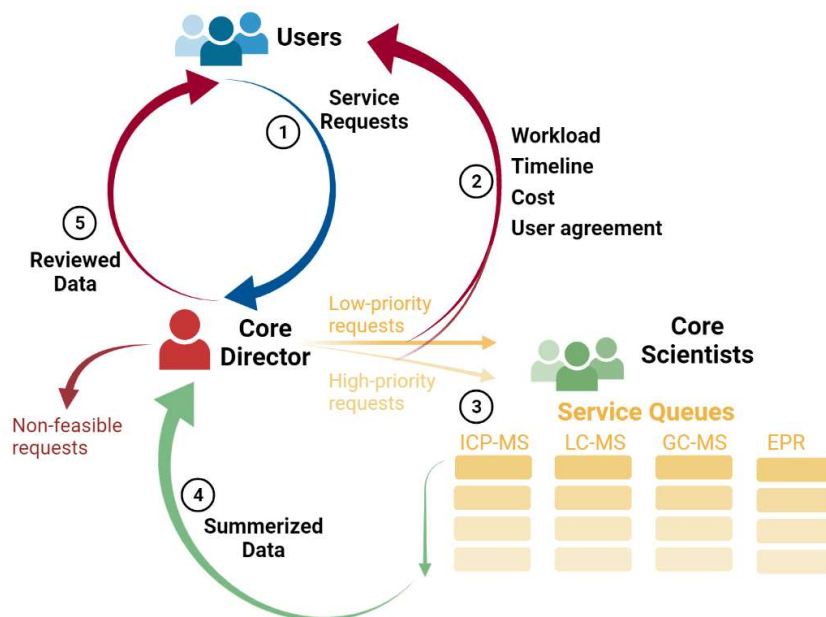 Users
1
Service
Requests
2
Workload
Timeline
Cost
User agreement
5
Reviewed
Data
Core
Director
Low-priority
requests
High-priority
requests
Core
Scientists
Non-feasible
requests
3
Service Queues
ICP-MS LC-MS GC-MS EPR
4
Summerized
Data